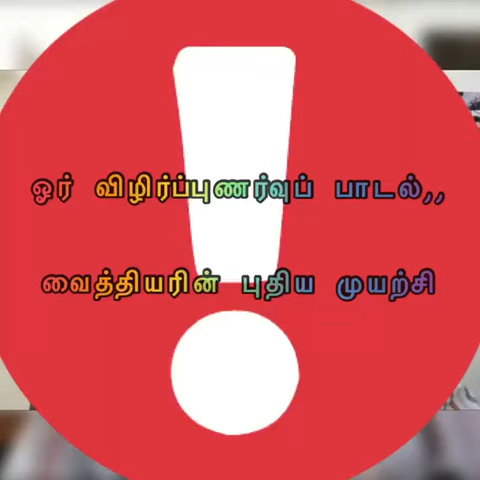 ஓர் விழிர்ப்புணர்வுப் பாடல்,,
வைத்தியரின் புதிய முயற்சி